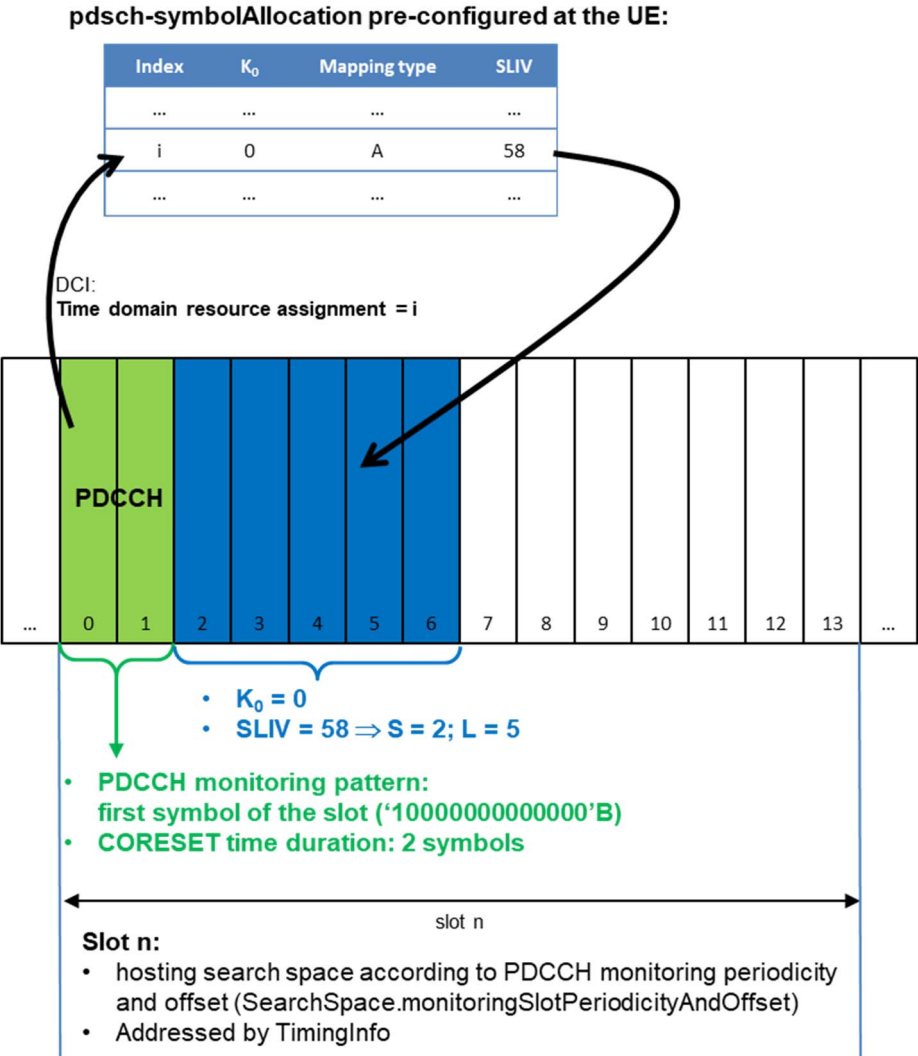 pdsch-symbolAllocation pre-configured at the UE:
Index K₀ Mapping type SLIV
... ... ... ...
i 0 A 58
... ... ... ...
DCI:
Time domain resource assignment = i
PDCCH
... 0 1 2 3 4 5 6 7 8 9 10 11 12 13 ...
• K₀ = 0
• SLIV = 58 ⇒ S = 2; L = 5
• PDCCH monitoring pattern:
first symbol of the slot (‘10000000000000’B)
• CORESET time duration: 2 symbols
slot n
Slot n:
• hosting search space according to PDCCH monitoring periodicity
and offset (SearchSpace.monitoringSlotPeriodicityAndOffset)
• Addressed by TimingInfo